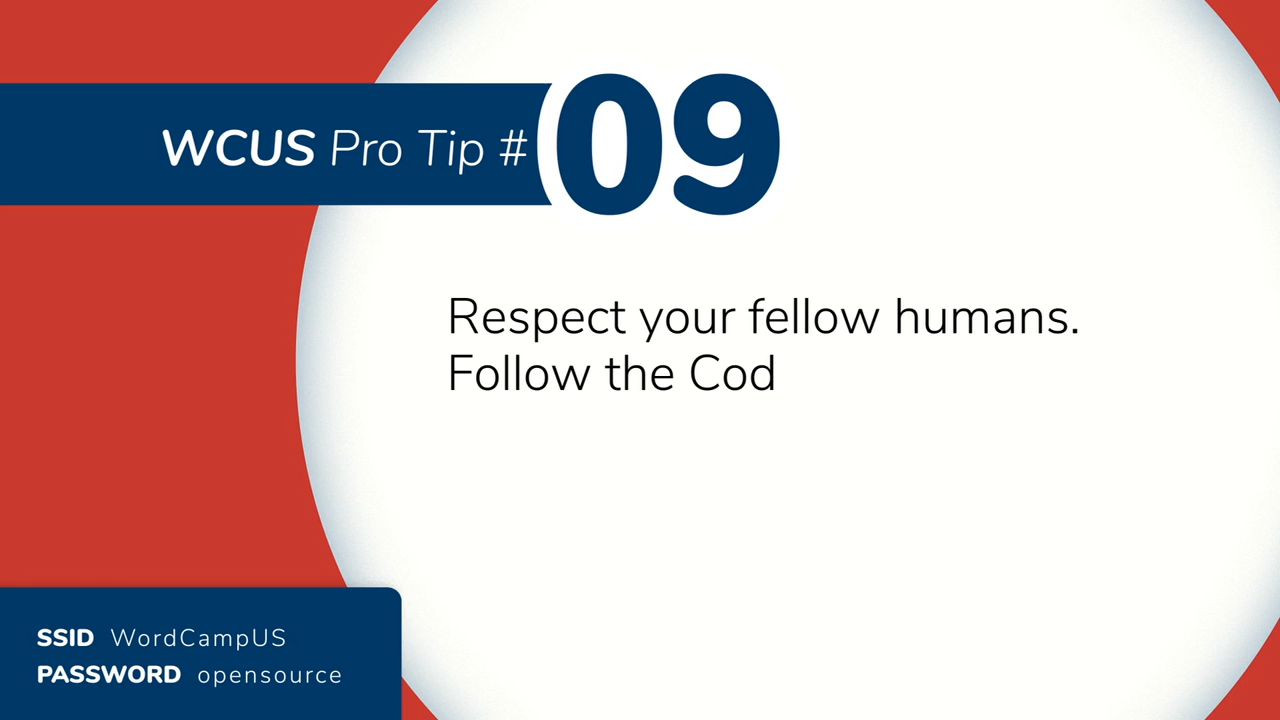 WCUS Pro Tip #09
Respect your fellow humans.
Follow the Cod
SSID WordCampUS
PASSWORD opensource